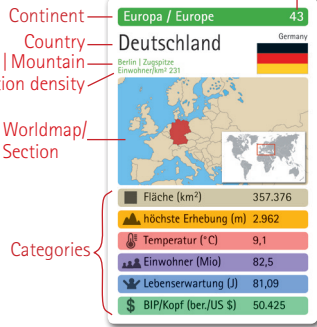 Continent
Europa / Europe 43
Country
Deutschland
Germany
| Mountain
Berlin | Zugspitze
tion density
Einwohner/km² 231
Worldmap/
Section
Categories
Fläche (km²) 357.376
höchste Erhebung (m) 2.962
Temperatur (°C) 9,1
Einwohner (Mio) 82,5
Lebenserwartung (J) 81,09
$ BIP/Kopf (ber./US $) 50.425